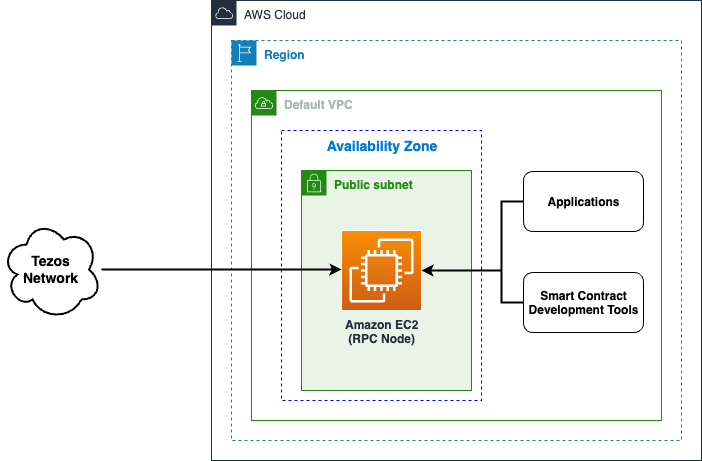 AWS Cloud
Region
Default VPC
Availability Zone
Public subnet
Tezos
Network
Amazon EC2
(RPC Node)
Applications
Smart Contract
Development Tools